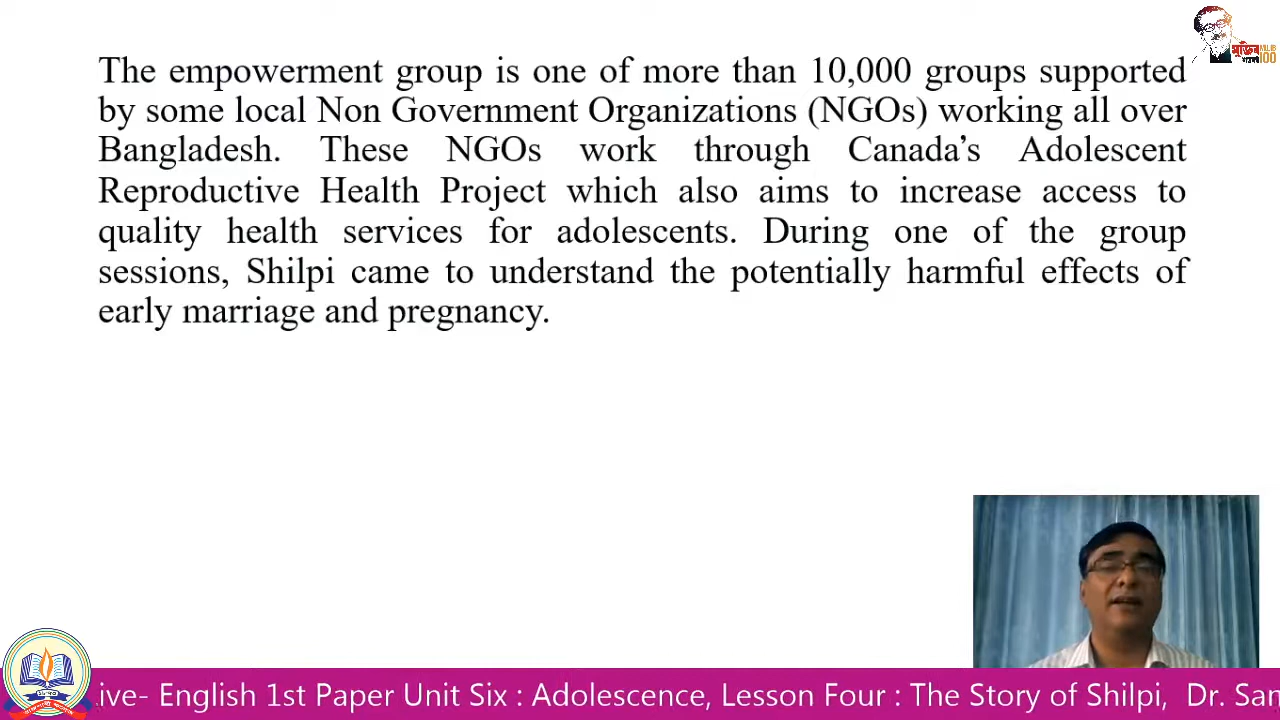 মুজিব MUJIB
শতবর্ষ 100
The empowerment group is one of more than 10,000 groups supported
by some local Non Government Organizations (NGOs) working all over
Bangladesh. These NGOs work through Canada’s Adolescent
Reproductive Health Project which also aims to increase access to
quality health services for adolescents. During one of the group
sessions, Shilpi came to understand the potentially harmful effects of
early marriage and pregnancy.
ive- English 1st Paper Unit Six : Adolescence, Lesson Four : The Story of Shilpi, Dr. San